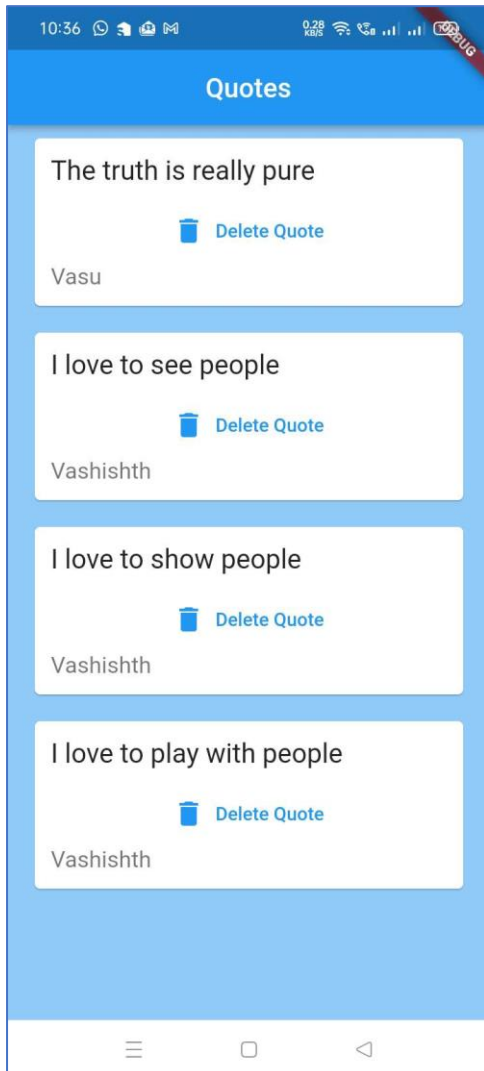 10:36 0.28 KB/S
Quotes
The truth is really pure
Delete Quote
Vasu
I love to see people
Delete Quote
Vashishth
I love to show people
Delete Quote
Vashishth
I love to play with people
Delete Quote
Vashishth